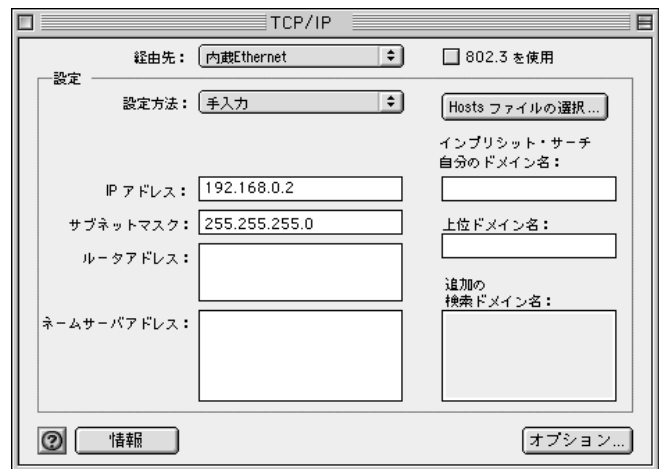 TCP/IP
経由先： 内蔵Ethernet
802.3 を使用
設定
設定方法： 手入力
Hosts ファイルの選択...
インプリシット・サーチ
自分のドメイン名：
IP アドレス： 192.168.0.2
サブネットマスク： 255.255.255.0
上位ドメイン名：
ルータアドレス：
追加の
検索ドメイン名：
ネームサーバアドレス：
?
情報
オプション...